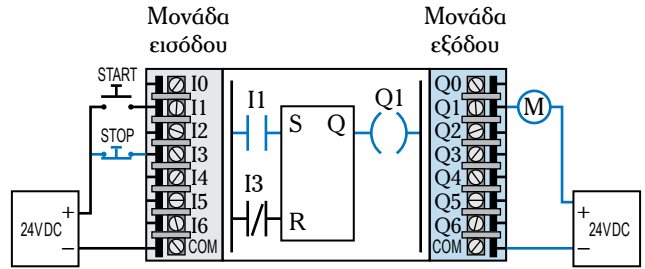 Μονάδα
εισόδου
Μονάδα
εξόδου
START
STOP
I0
I1
I2
I3
I4
I5
I6
COM
I1
S
Q
Q1
I3
R
Q0
Q1
Q2
Q3
Q4
Q5
Q6
COM
M
24VDC
+
−
24VDC
+
−